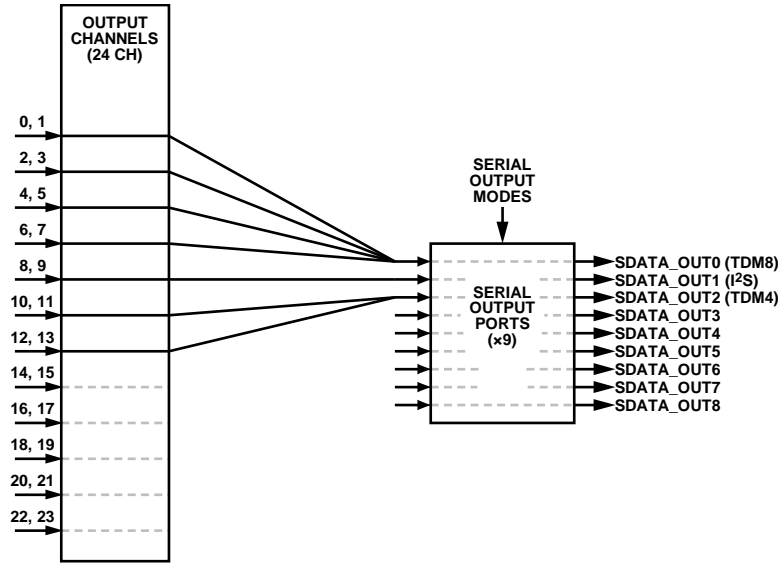 OUTPUT
CHANNELS
(24 CH)
0, 1
2, 3
4, 5
6, 7
8, 9
10, 11
12, 13
14, 15
16, 17
18, 19
20, 21
22, 23
SERIAL
OUTPUT
MODES
SERIAL
OUTPUT
PORTS
(×9)
SDATA_OUT0 (TDM8)
SDATA_OUT1 (I²S)
SDATA_OUT2 (TDM4)
SDATA_OUT3
SDATA_OUT4
SDATA_OUT5
SDATA_OUT6
SDATA_OUT7
SDATA_OUT8